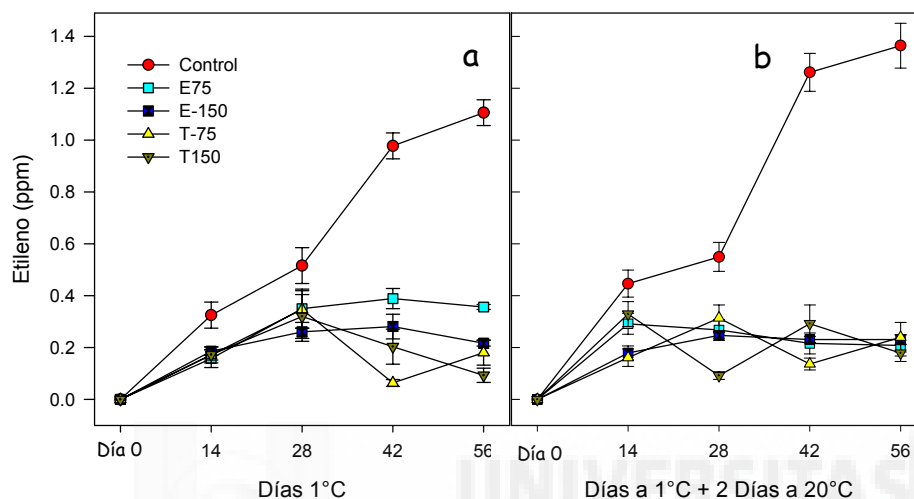 a
b
Control
E75
E-150
T-75
T150
Etileno (ppm)
1.4
1.2
1.0
0.8
0.6
0.4
0.2
0.0
Día 0 14 28 42 56
Día 0 14 28 42 56
Días 1°C
Días a 1°C + 2 Días a 20°C
UNIVERSITAS